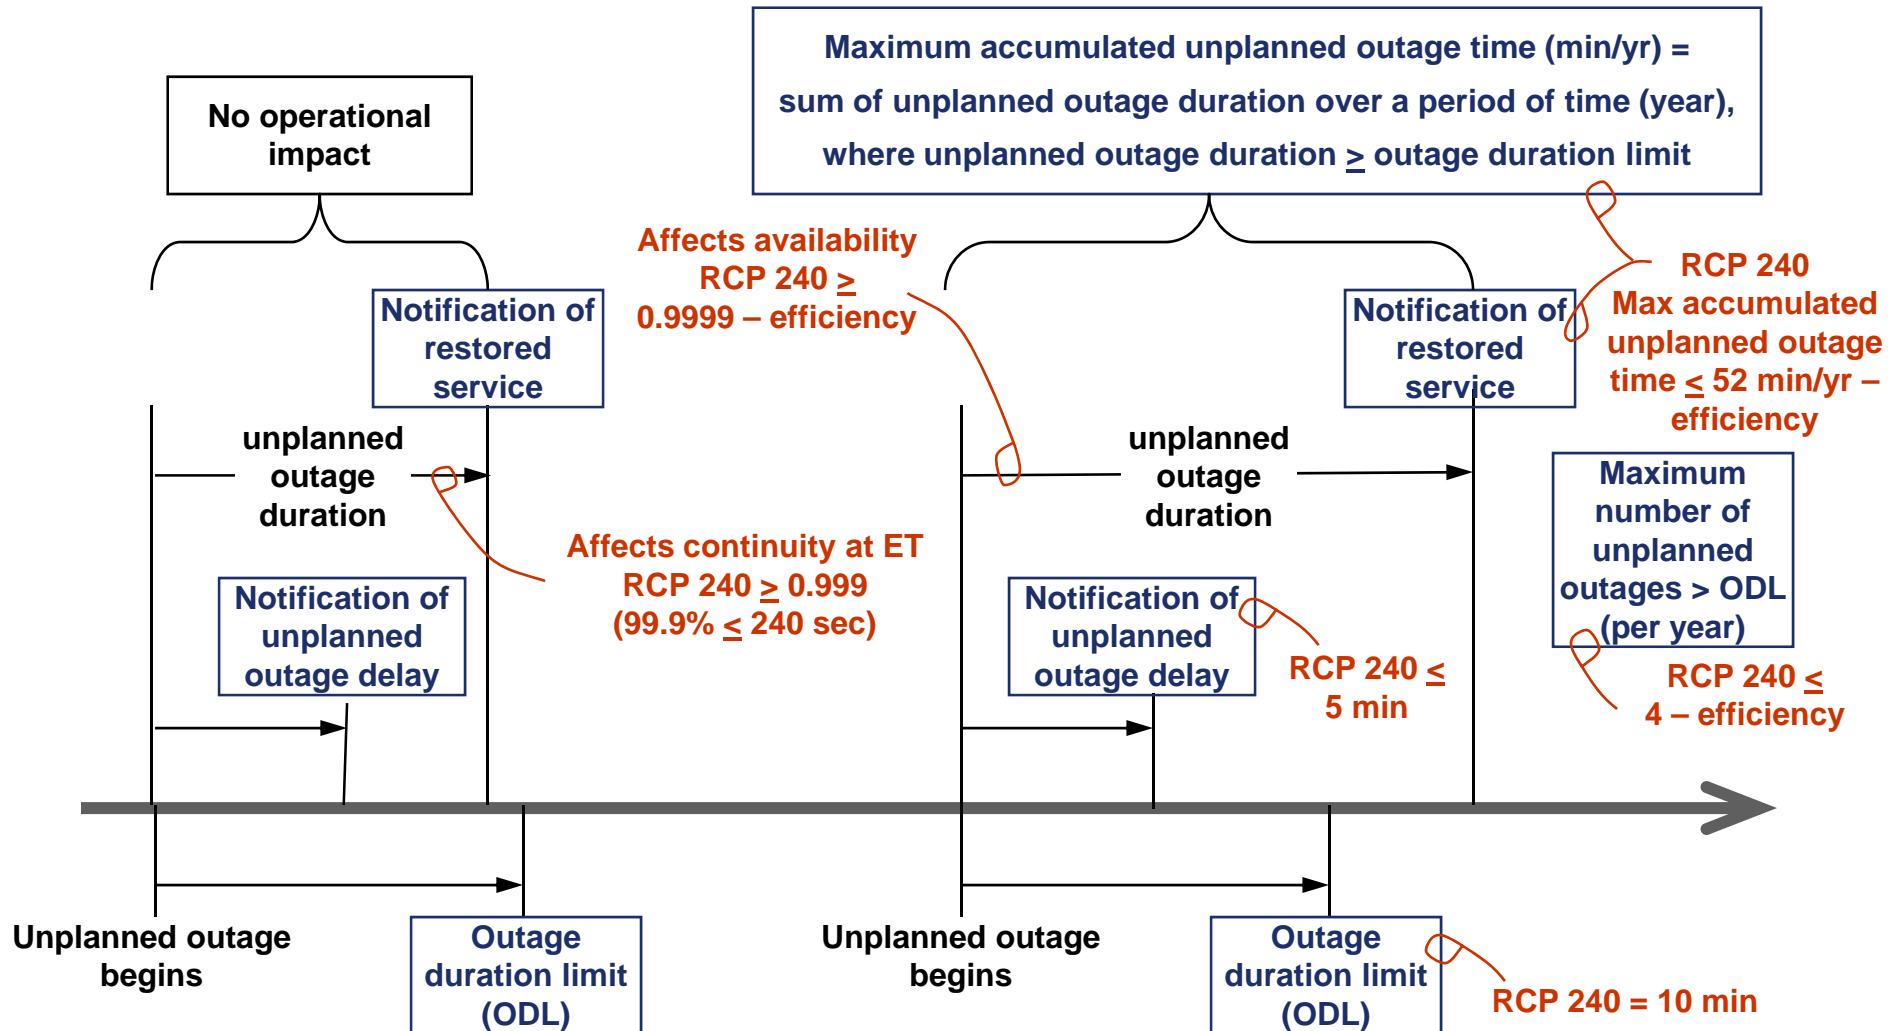 Maximum accumulated unplanned outage time (min/yr) =
sum of unplanned outage duration over a period of time (year),
where unplanned outage duration ≥ outage duration limit
No operational
impact
Affects availability
RCP 240 ≥
0.9999 – efficiency
RCP 240
Max accumulated
unplanned outage
time ≤ 52 min/yr –
efficiency
Notification of
restored
service
Notification of
restored
service
unplanned
outage
duration
unplanned
outage
duration
Maximum
number of
unplanned
outages > ODL
(per year)
Affects continuity at ET
RCP 240 ≥ 0.999
(99.9% ≤ 240 sec)
Notification of
unplanned
outage delay
Notification of
unplanned
outage delay
RCP 240 ≤
5 min
RCP 240 ≤
4 – efficiency
Unplanned outage
begins
Outage
duration limit
(ODL)
Unplanned outage
begins
Outage
duration limit
(ODL)
RCP 240 = 10 min